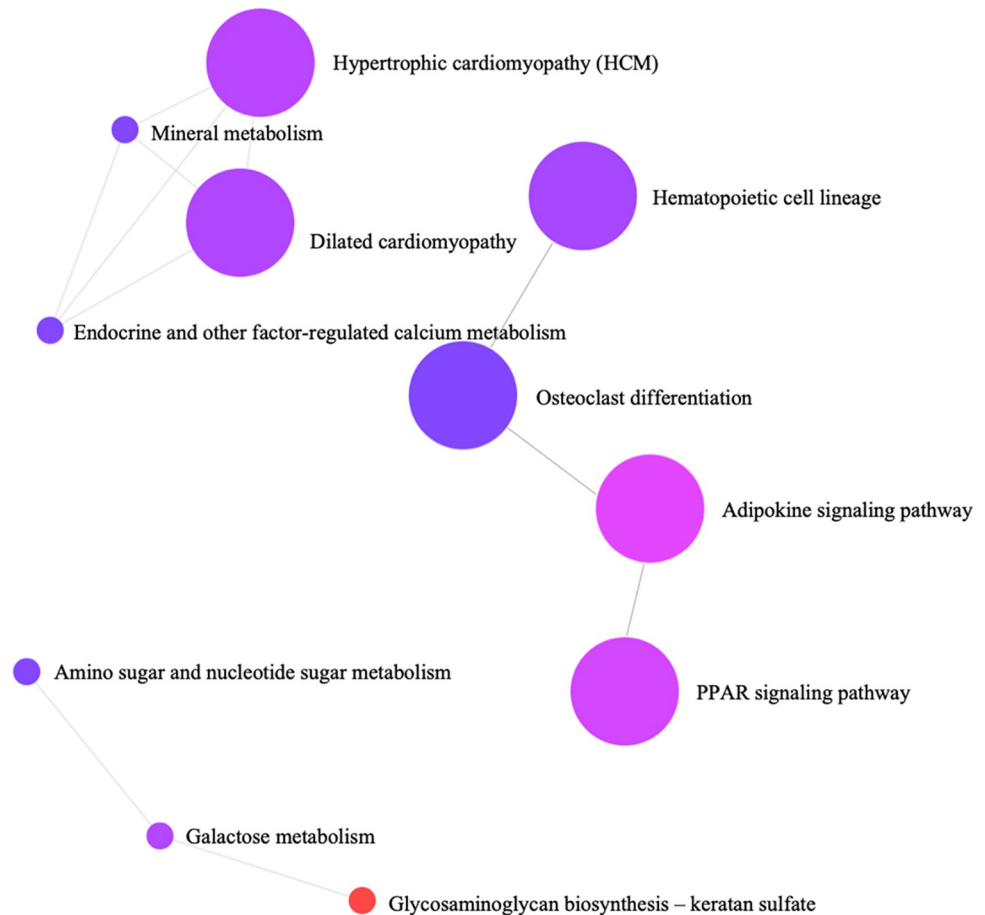 Hypertrophic cardiomyopathy (HCM)
Mineral metabolism
Hematopoietic cell lineage
Dilated cardiomyopathy
Endocrine and other factor-regulated calcium metabolism
Osteoclast differentiation
Adipokine signaling pathway
Amino sugar and nucleotide sugar metabolism
PPAR signaling pathway
Galactose metabolism
Glycosaminoglycan biosynthesis – keratan sulfate